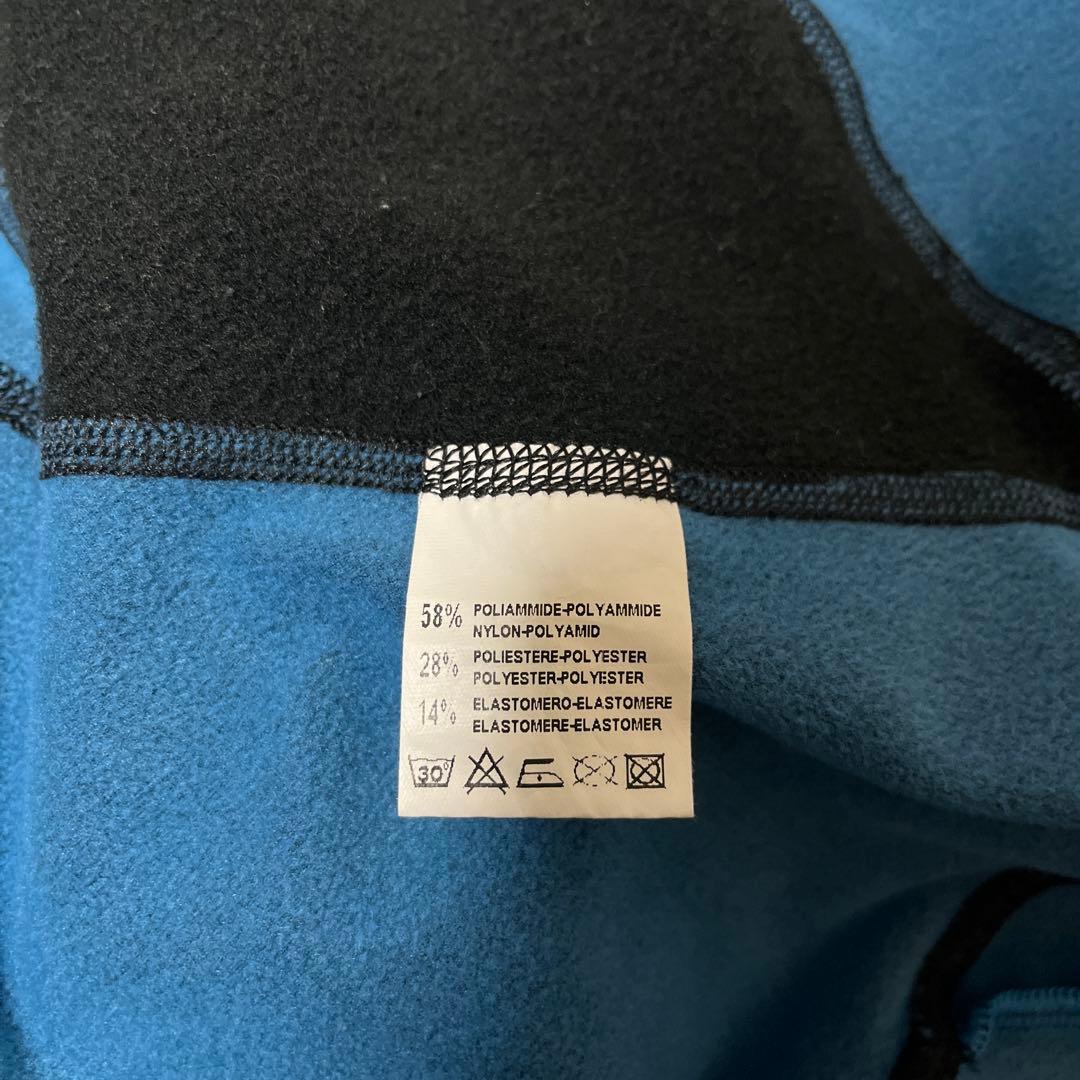 58% POLIAMMIDE-POLYAMMIDE
NYLON-POLYAMID
28% POLIESTERE-POLYESTER
POLYESTER-POLYESTER
14% ELASTOMERO-ELASTOMERE
ELASTOMERE-ELASTOMER
30°